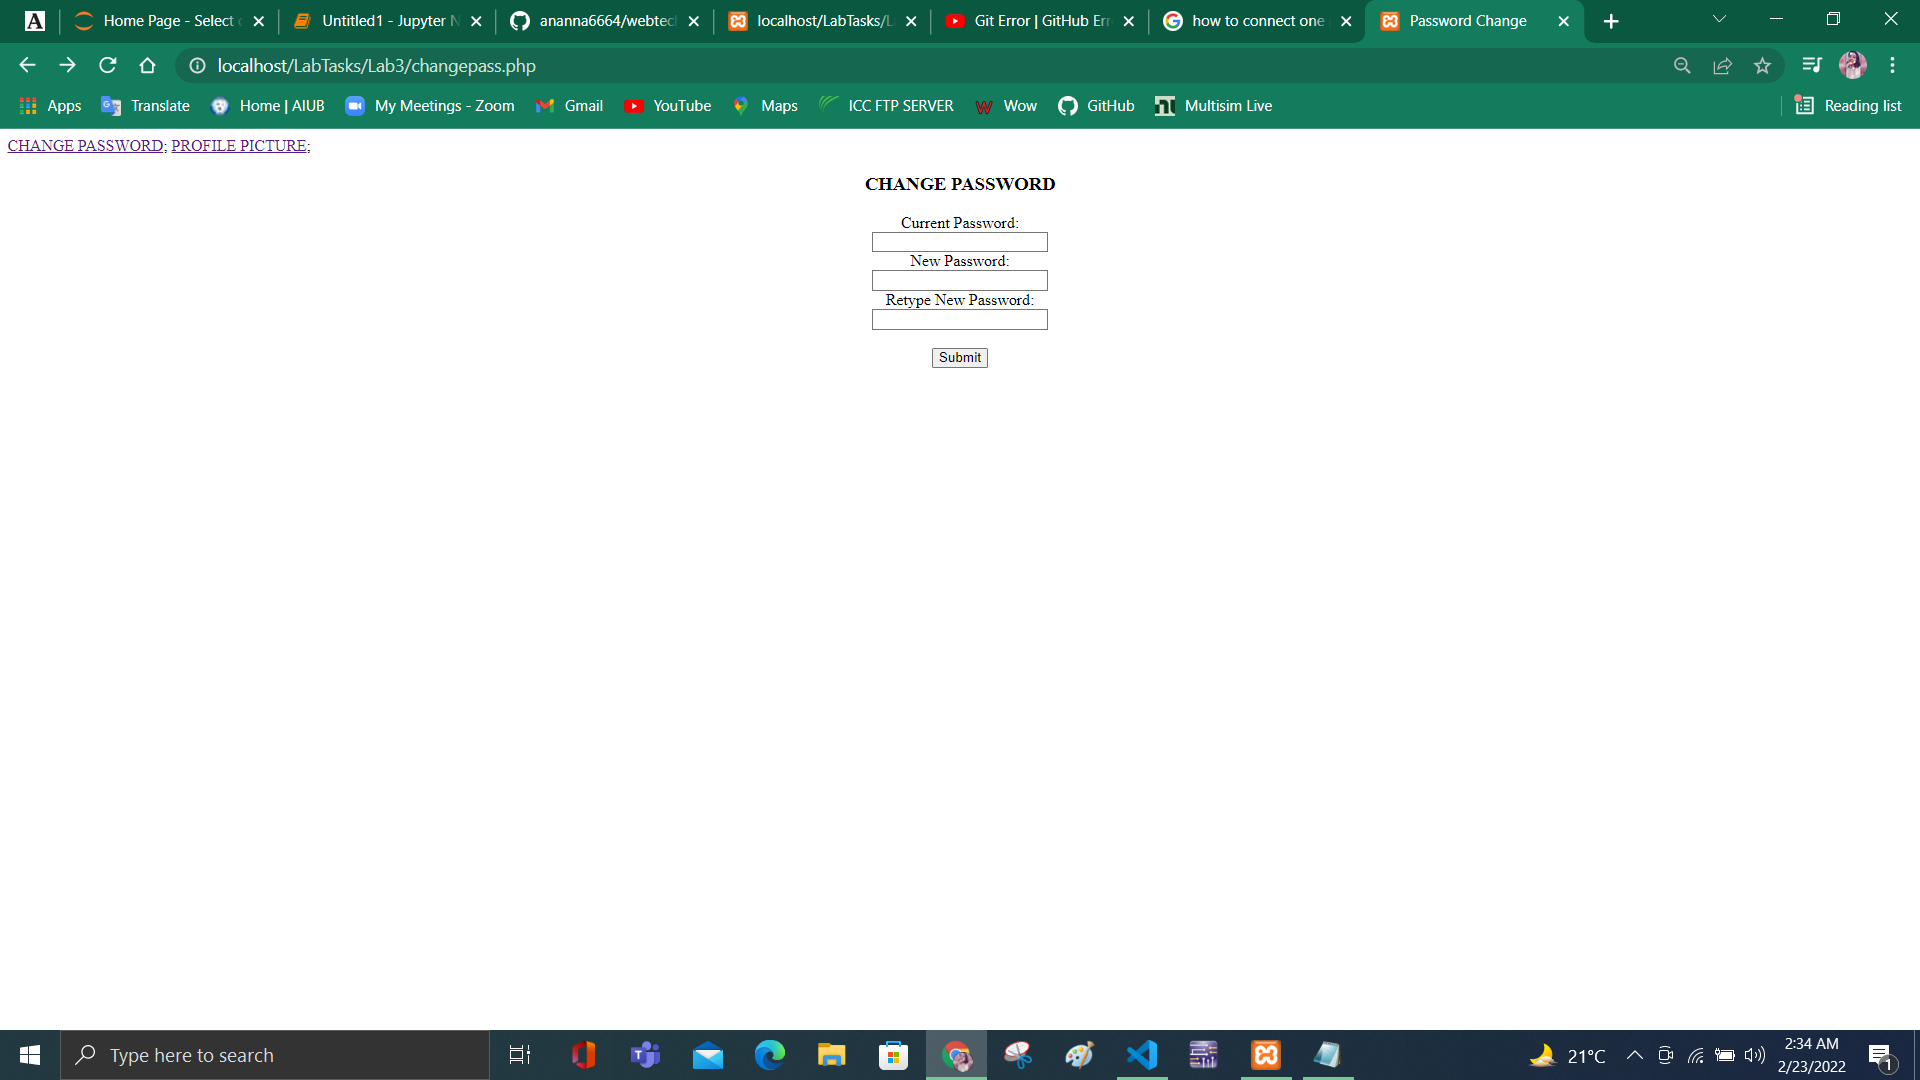 A
Home Page - Select
Untitled1 - Jupyter N
ananna6664/webtec
localhost/LabTasks/L
Git Error | GitHub Err
how to connect one
Password Change
localhost/LabTasks/Lab3/changepass.php
Apps
Translate
Home | AIUB
My Meetings - Zoom
Gmail
YouTube
Maps
ICC FTP SERVER
Wow
GitHub
Multisim Live
Reading list
CHANGE PASSWORD; PROFILE PICTURE;
CHANGE PASSWORD
Current Password:
New Password:
Retype New Password:
Submit
Type here to search
21°C
2:34 AM
2/23/2022
1